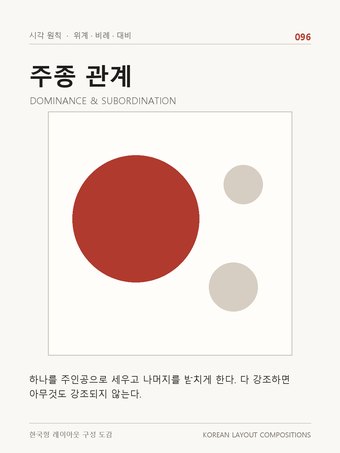 시각 원칙 · 위계 · 비례 · 대비
096
주종 관계
DOMINANCE & SUBORDINATION
하나를 주인공으로 세우고 나머지를 받치게 한다. 다 강조하면
아무것도 강조되지 않는다.
한국형 레이아웃 구성 도감
KOREAN LAYOUT COMPOSITIONS